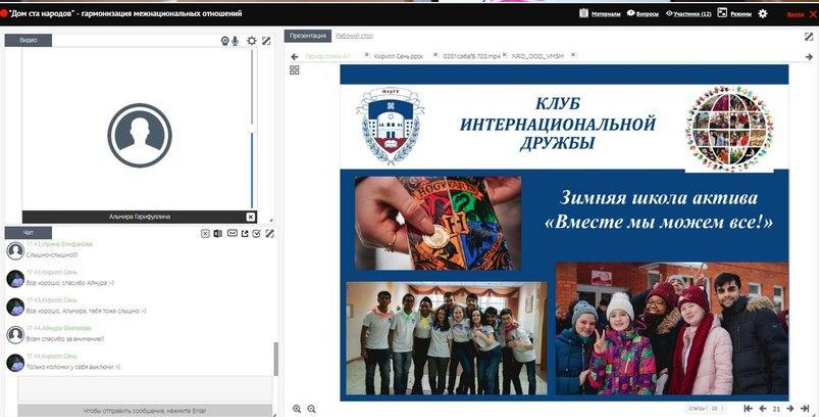 "Дом ста народов" - гармонизация межнациональных отношений
Материалы Вопросы Участники (12) Режимы
Видео
Альмира Гарифуллина
Чат
17:43, Ирина Епифанова
Слышно-слышно!!!
17:43, Кирилл Сень
Все хорошо, спасибо Айнура :-)
17:43, Кирилл Сень
Все хорошо, Альмира, тебя тоже слышно :-)
17:44,
Всем спасибо за внимание!!
17:44, Кирилл Сень
Только колонки у себя выключи :-)
Чтобы отправить сообщение, нажмите Enter
Презентация Рабочий стол
Кирилл Сень.pptx
МорГУ
КЛУБ
ИНТЕРНАЦИОНАЛЬНОЙ
ДРУЖБЫ
Зимняя школа актива
«Вместе мы можем все!»
HOGWARTS
21